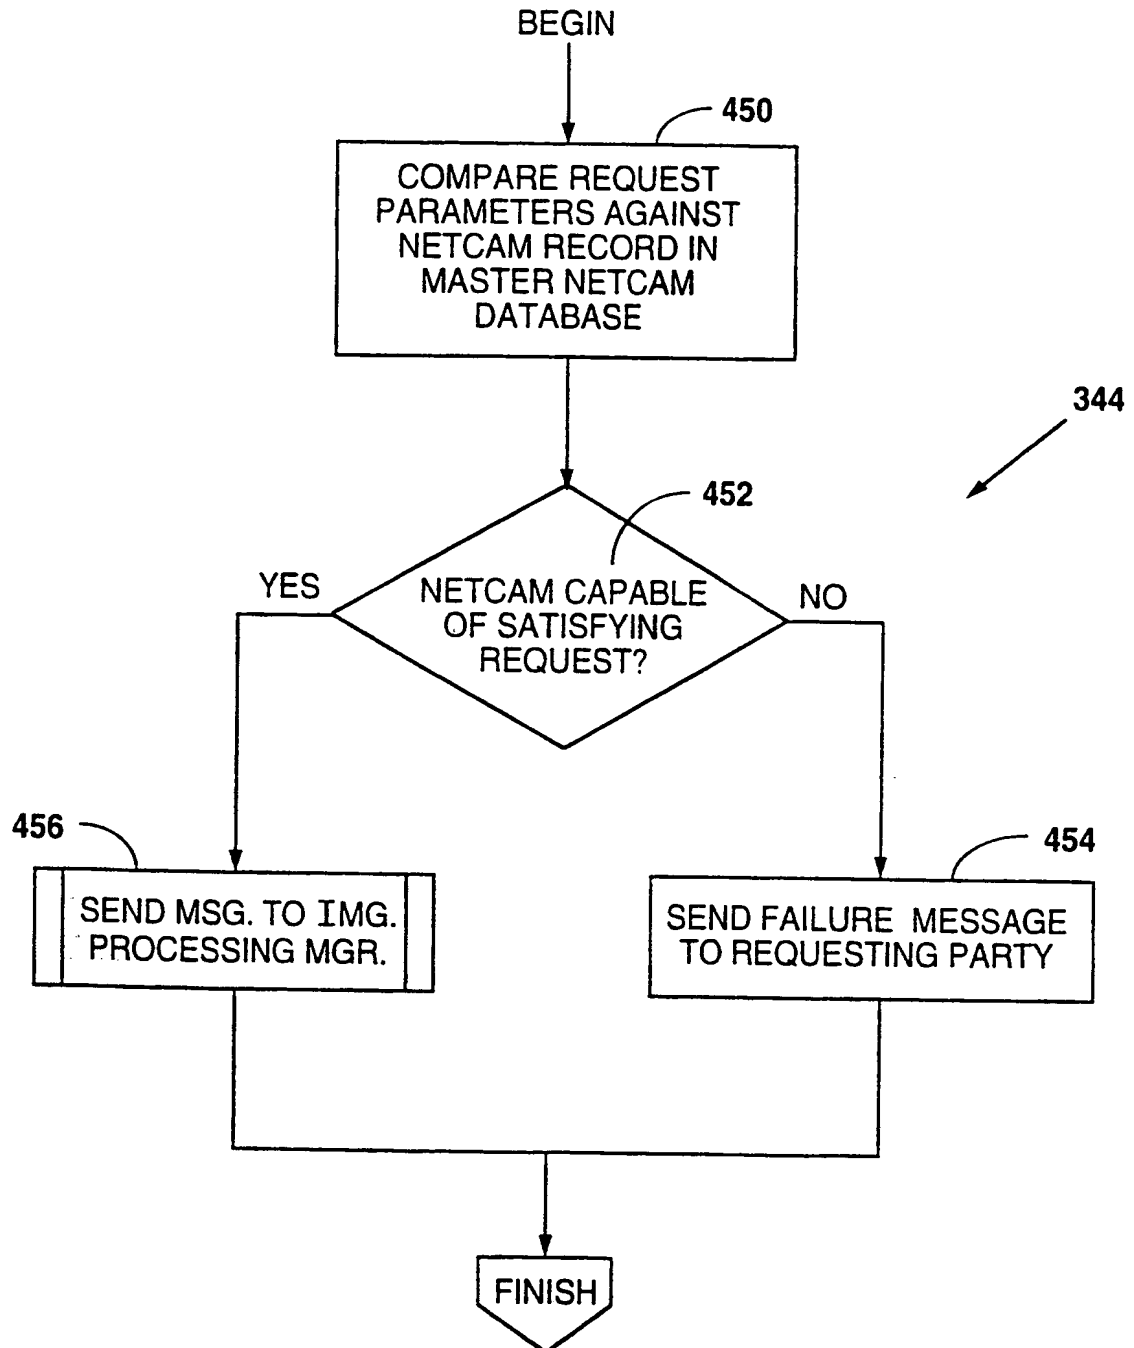 BEGIN
450
COMPARE REQUEST
PARAMETERS AGAINST
NETCAM RECORD IN
MASTER NETCAM
DATABASE
344
452
YES
NETCAM CAPABLE
OF SATISFYING
REQUEST?
NO
456
SEND MSG. TO IMG.
PROCESSING MGR.
454
SEND FAILURE MESSAGE
TO REQUESTING PARTY
FINISH